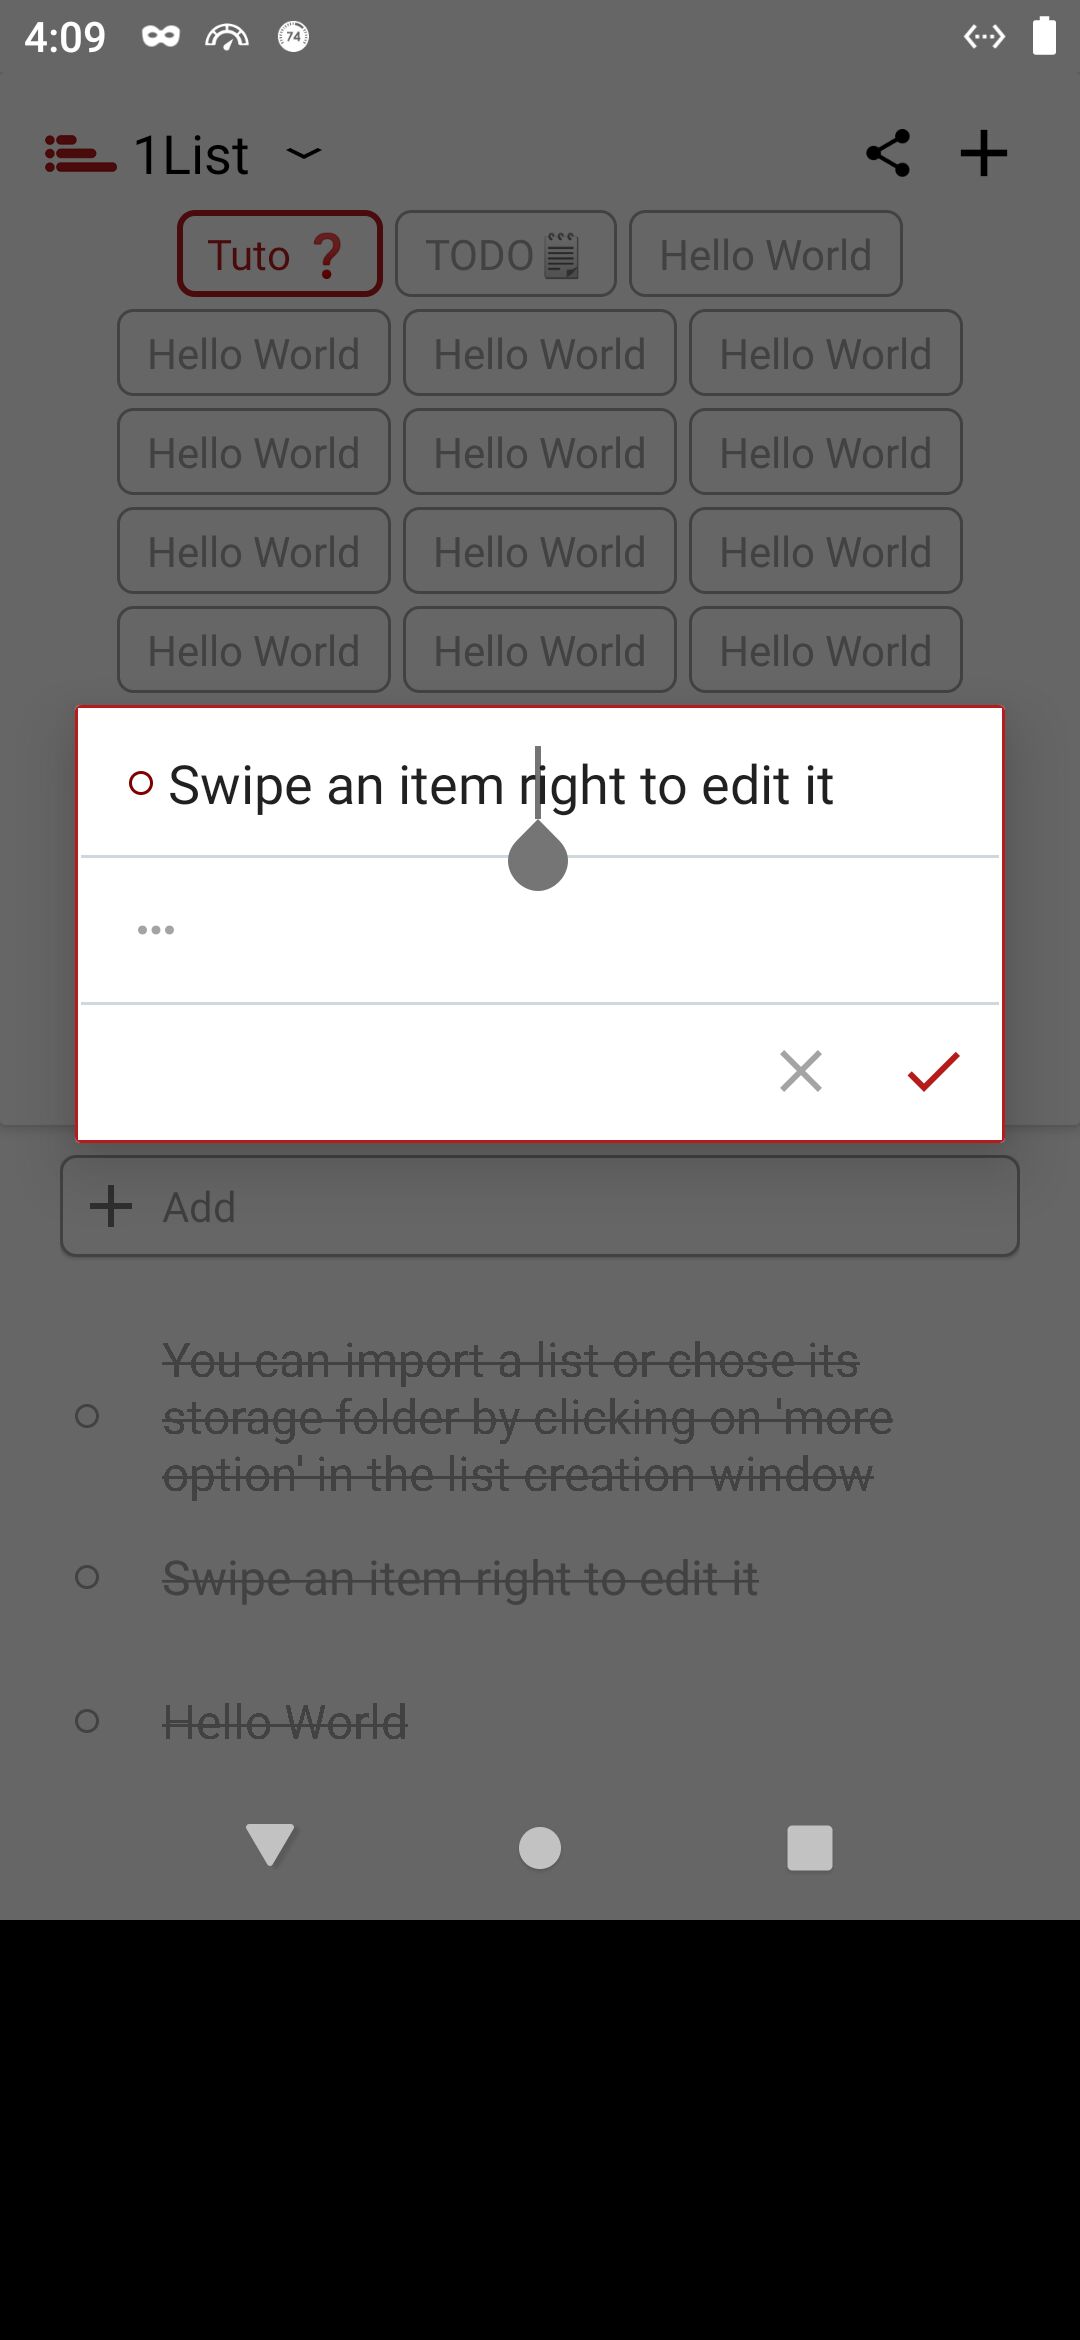 4:09
74
1List
Tuto ❓
TODO
Hello World
Hello World
Hello World
Hello World
Hello World
Hello World
Hello World
Hello World
Hello World
Hello World
Hello World
Hello World
Hello World
Swipe an item right to edit it
...
Add
You can import a list or chose its
storage folder by clicking on 'more
option' in the list creation window
Swipe an item right to edit it
Hello World